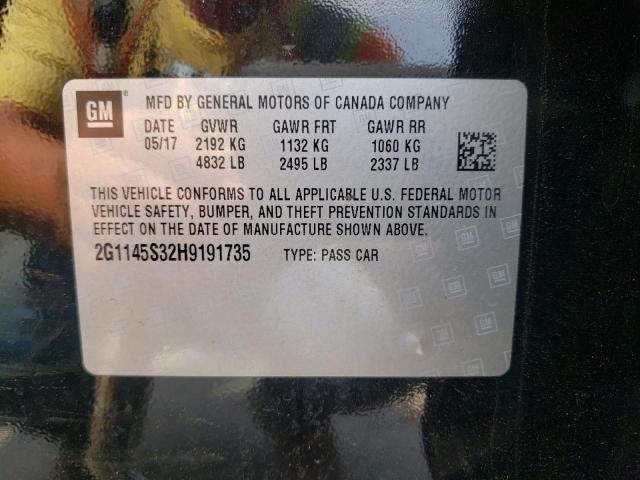 GM
MFD BY GENERAL MOTORS OF CANADA COMPANY
DATE GVWR GAWR FRT GAWR RR
05/17 2192 KG 1132 KG 1060 KG
4832 LB 2495 LB 2337 LB
THIS VEHICLE CONFORMS TO ALL APPLICABLE U.S. FEDERAL MOTOR
VEHICLE SAFETY, BUMPER, AND THEFT PREVENTION STANDARDS IN
EFFECT ON THE DATE OF MANUFACTURE SHOWN ABOVE.
2G1145S32H9191735 TYPE: PASS CAR